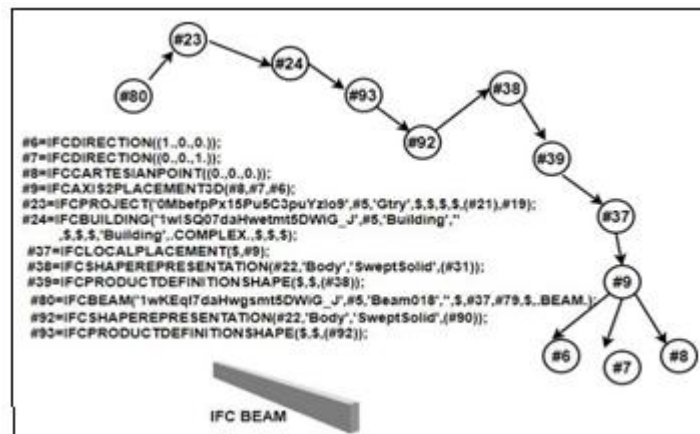 #23
#24
#80
#93
#38
#92
#39
#37
#9
#6
#7
#8
#6=IFCDIRECTION((1.,0.,0.));
#7=IFCDIRECTION((0.,0.,1.));
#8=IFCCARTESIANPOINT((0.,0.,0.));
#9=IFCAXIS2PLACEMENT3D(#8,#7,#6);
#23=IFCPROJECT('0MbefpPx15Pu5C3puYzlo9',#5,'Gtry',$,$,$,$,(#21),#19);
#24=IFCBUILDING('1wISQ07daHwetmt5DWiG_J',#5,'Building',''
,$,$,$,'Building',.COMPLEX.,$,$,$);
#37=IFCLOCALPLACEMENT($,#9);
#38=IFCSHAPEREPRESENTATION(#22,'Body','SweptSolid',(#31));
#39=IFCPRODUCTDEFINITIONSHAPE($,$,(#38));
#80=IFCBEAM('1wKEqI7daHwgsmt5DWiG_J',#5,'Beam018','',$,#37,#79,$,.BEAM.);
#92=IFCSHAPEREPRESENTATION(#22,'Body','SweptSolid',(#90));
#93=IFCPRODUCTDEFINITIONSHAPE($,$,(#92));
IFC BEAM